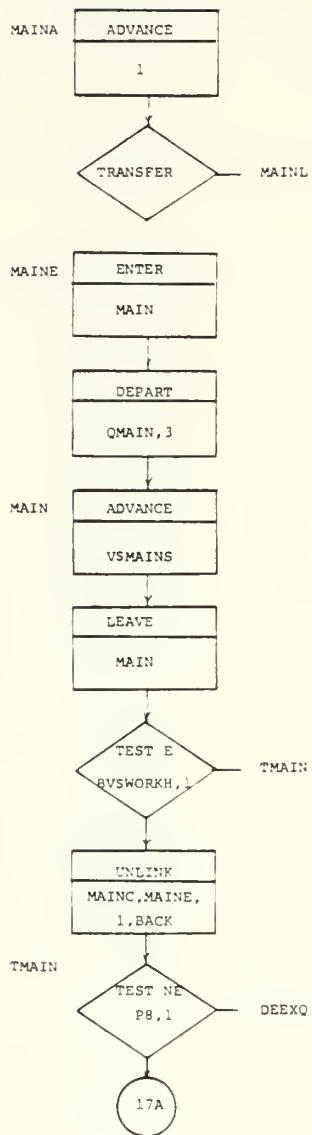 MAINA
ADVANCE
1
TRANSFER
MAINL
MAINE
ENTER
MAIN
DEPART
QMAIN,3
MAIN
ADVANCE
VSMAINS
LEAVE
MAIN
TEST E
BVSWORKH,1
TMAIN
UNLINK
MAINC,MAINE,
1,BACK
TMAIN
TEST NE
P8,1
DEEXQ
17A